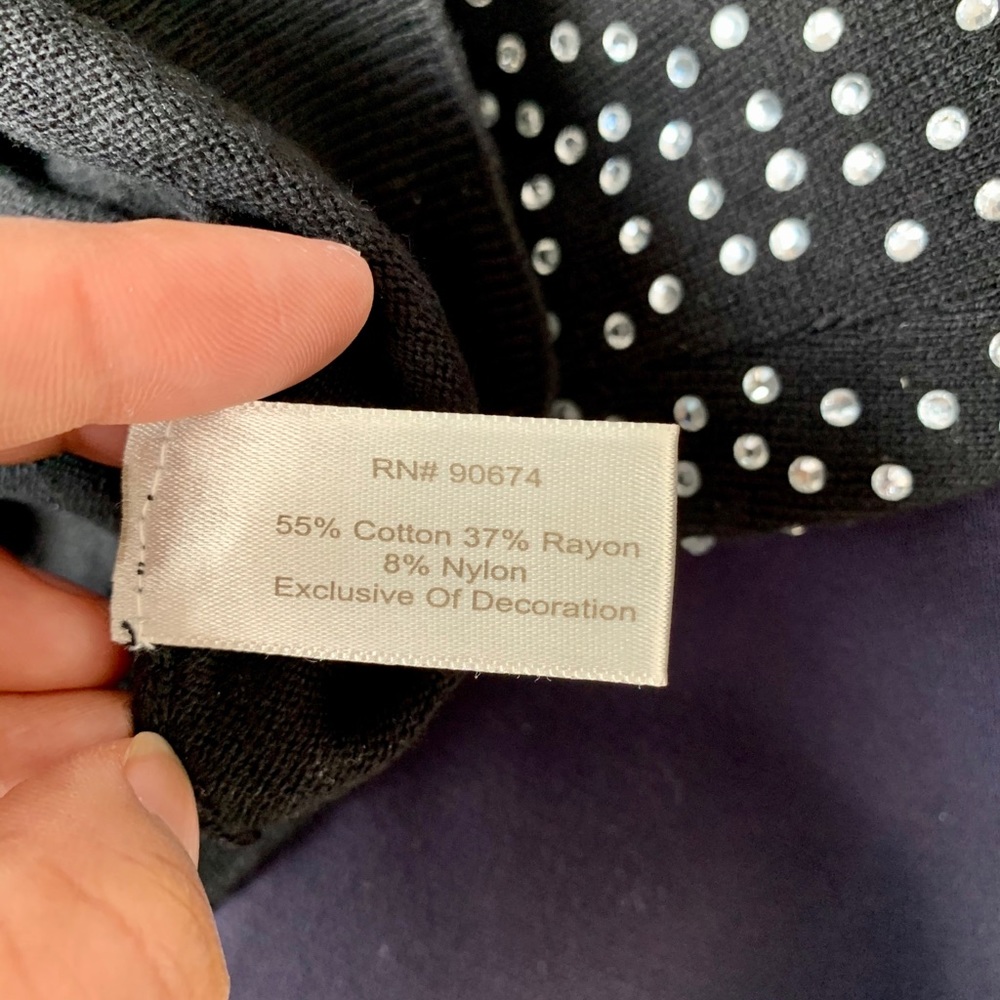 RN# 90674
55% Cotton 37% Rayon
8% Nylon
Exclusive Of Decoration